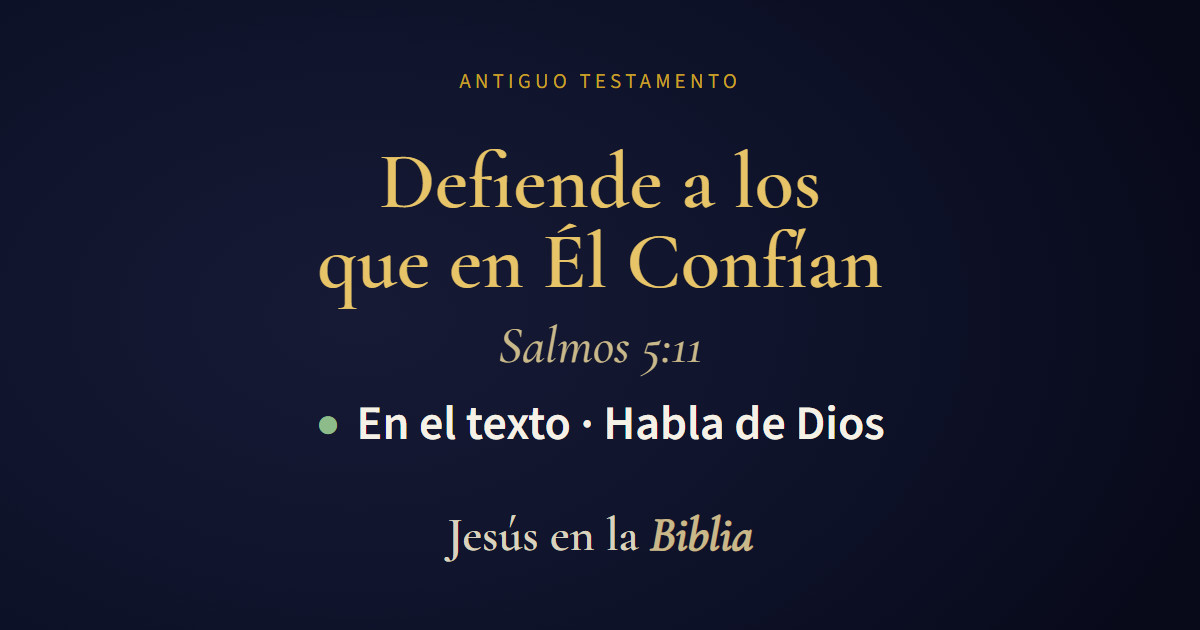 ANTIGUO TESTAMENTO
Defiende a los
que en Él Confían
Salmos 5:11
● En el texto · Habla de Dios
Jesús en la Biblia